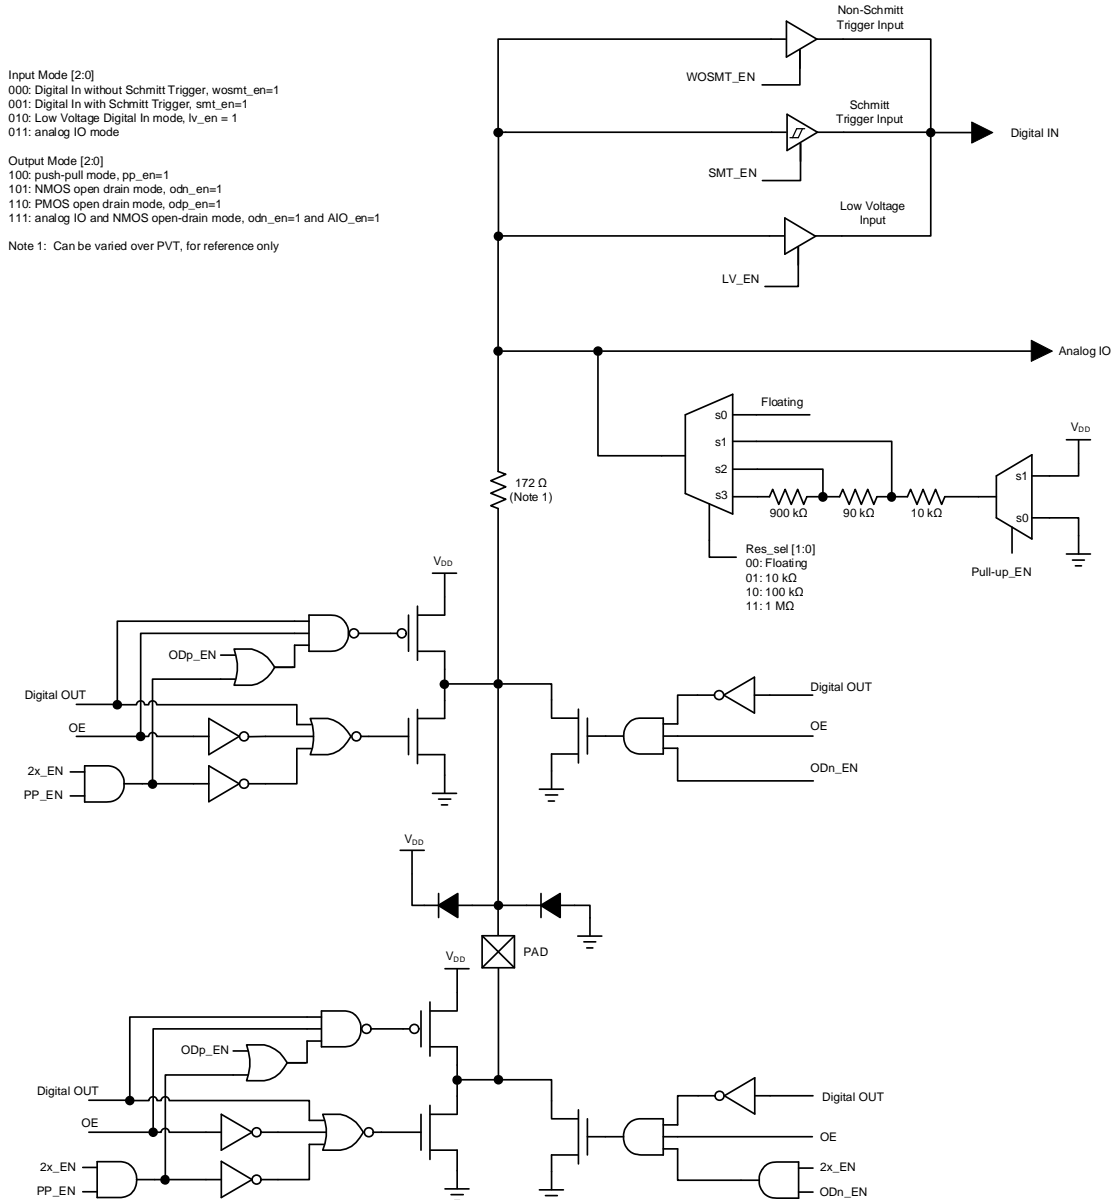 Non-Schmitt
Trigger Input
WOSMT_EN
Input Mode [2:0]
000: Digital In without Schmitt Trigger, wosmt_en=1
001: Digital In with Schmitt Trigger, smt_en=1
010: Low Voltage Digital In mode, lv_en = 1
011: analog IO mode
Output Mode [2:0]
100: push-pull mode, pp_en=1
101: NMOS open drain mode, odn_en=1
110: PMOS open drain mode, odp_en=1
111: analog IO and NMOS open-drain mode, odn_en=1 and AIO_en=1
Note 1: Can be varied over PVT, for reference only
Schmitt
Trigger Input
Digital IN
SMT_EN
Low Voltage
Input
LV_EN
Analog IO
Floating
s0
s1
s2
s3
900 kΩ
90 kΩ
10 kΩ
VDD
s1
s0
Pull-up_EN
Res_sel [1:0]
00: Floating
01: 10 kΩ
10: 100 kΩ
11: 1 MΩ
172 Ω
(Note 1)
VDD
ODp_EN
Digital OUT
OE
2x_EN
PP_EN
Digital OUT
OE
ODn_EN
VDD
PAD
VDD
ODp_EN
Digital OUT
OE
2x_EN
PP_EN
Digital OUT
OE
2x_EN
ODn_EN